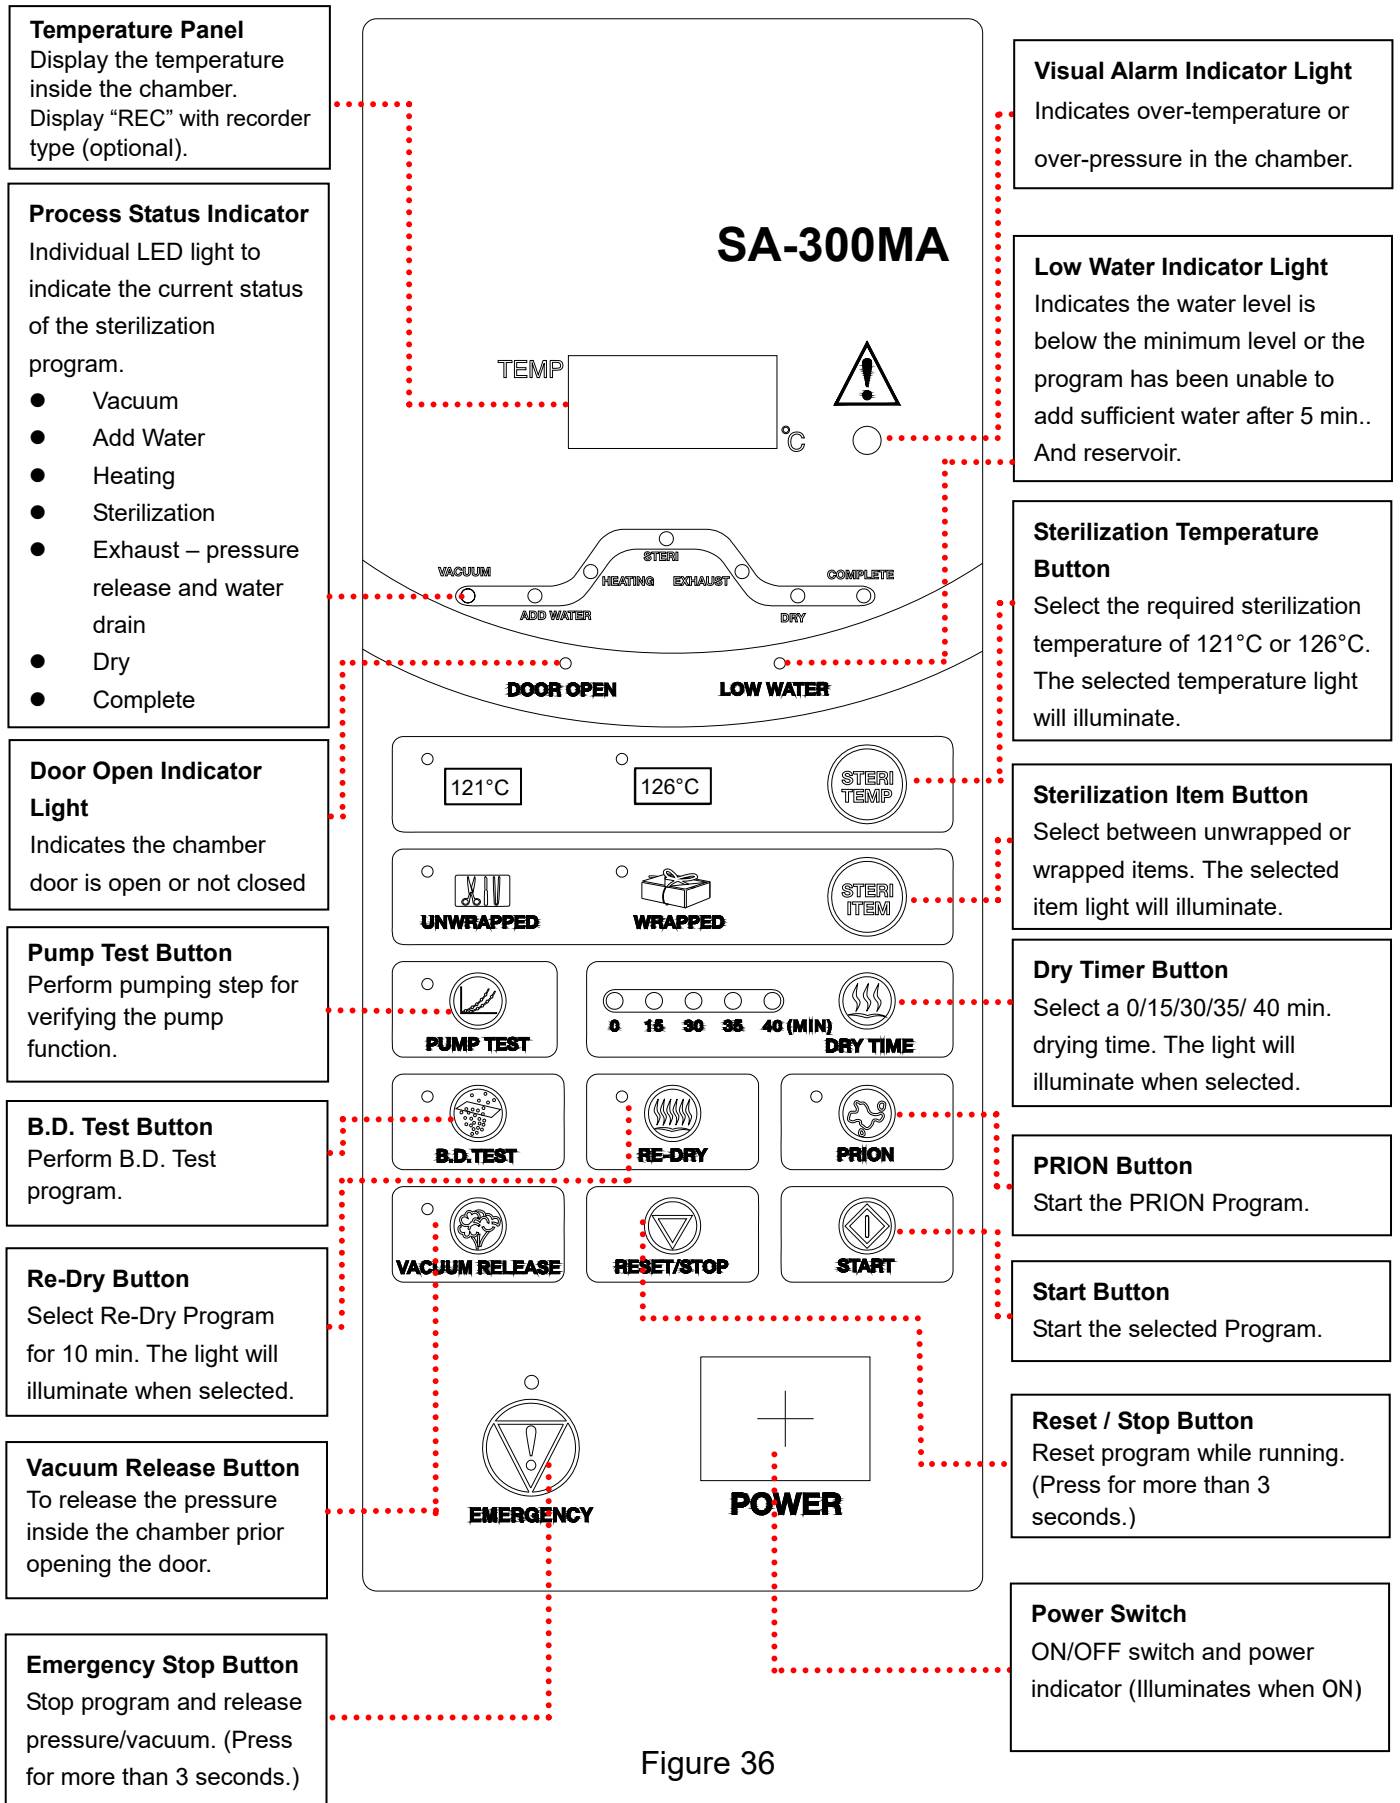 Temperature Panel
Display the temperature
inside the chamber.
Display “REC” with recorder
type (optional).
Process Status Indicator
Individual LED light to
indicate the current status
of the sterilization
program.
● Vacuum
● Add Water
● Heating
● Sterilization
● Exhaust – pressure
release and water
drain
● Dry
● Complete
Door Open Indicator
Light
Indicates the chamber
door is open or not closed
Pump Test Button
Perform pumping step for
verifying the pump
function.
B.D. Test Button
Perform B.D. Test
program.
Re-Dry Button
Select Re-Dry Program
for 10 min. The light will
illuminate when selected.
Vacuum Release Button
To release the pressure
inside the chamber prior
opening the door.
Emergency Stop Button
Stop program and release
pressure/vacuum. (Press
for more than 3 seconds.)
SA-300MA
TEMP
°C
VACUUM
ADD WATER
HEATING
STERI
EXHAUST
DRY
COMPLETE
DOOR OPEN
LOW WATER
121°C
126°C
STERI
TEMP
UNWRAPPED
WRAPPED
STERI
ITEM
PUMP TEST
0 15 30 35 40 (MIN)
DRY TIME
B.D.TEST
RE-DRY
PRION
VACUUM RELEASE
RESET/STOP
START
EMERGENCY
POWER
Visual Alarm Indicator Light
Indicates over-temperature or
over-pressure in the chamber.
Low Water Indicator Light
Indicates the water level is
below the minimum level or the
program has been unable to
add sufficient water after 5 min..
And reservoir.
Sterilization Temperature
Button
Select the required sterilization
temperature of 121°C or 126°C.
The selected temperature light
will illuminate.
Sterilization Item Button
Select between unwrapped or
wrapped items. The selected
item light will illuminate.
Dry Timer Button
Select a 0/15/30/35/ 40 min.
drying time. The light will
illuminate when selected.
PRION Button
Start the PRION Program.
Start Button
Start the selected Program.
Reset / Stop Button
Reset program while running.
(Press for more than 3
seconds.)
Power Switch
ON/OFF switch and power
indicator (Illuminates when ON)
Figure 36